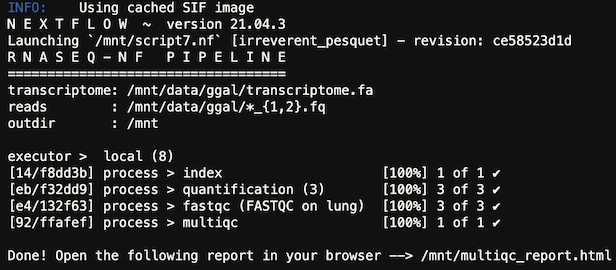 INFO:    Using cached SIF image
N E X T F L O W  ~  version 21.04.3
Launching `/mnt/script7.nf` [irreverent_pesquet] - revision: ce58523d1d
R N A S E Q - N F   P I P E L I N E
===================================
transcriptome: /mnt/data/ggal/transcriptome.fa
reads        : /mnt/data/ggal/*_{1,2}.fq
outdir       : /mnt

executor >  local (8)
[14/f8dd3b] process > index                    [100%] 1 of 1 ✔
[eb/f32dd9] process > quantification (3)       [100%] 3 of 3 ✔
[e4/132f63] process > fastqc (FASTQC on lung)  [100%] 3 of 3 ✔
[92/ffafef] process > multiqc                  [100%] 1 of 1 ✔

Done! Open the following report in your browser --> /mnt/multiqc_report.html